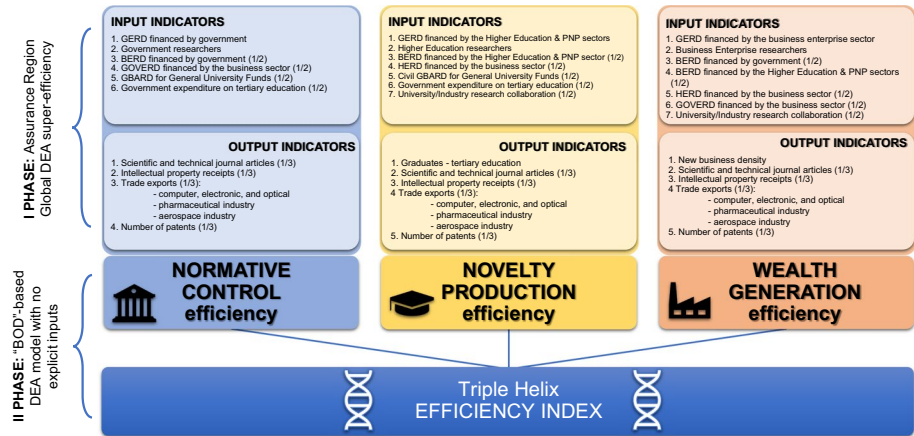 I PHASE: Assurance Region
Global DEA super-efficiency
INPUT INDICATORS
1. GERD financed by government
2. Government researchers
3. BERD financed by government (1/2)
4. GOVERD financed by the business sector (1/2)
5. GBARD for General University Funds (1/2)
6. Government expenditure on tertiary education (1/2)
OUTPUT INDICATORS
1. Scientific and technical journal articles (1/3)
2. Intellectual property receipts (1/3)
3. Trade exports (1/3):
- computer, electronic, and optical
- pharmaceutical industry
- aerospace industry
4. Number of patents (1/3)
NORMATIVE
CONTROL
efficiency
INPUT INDICATORS
1. GERD financed by the Higher Education & PNP sectors
2. Higher Education researchers
3. BERD financed by Higher Education & PNP sector (1/2)
4. HERD financed by the business sector (1/2)
5. Civil GBARD for General University Funds (1/2)
6. Government expenditure on tertiary education (1/2)
7. University/Industry research collaboration (1/2)
OUTPUT INDICATORS
1. Graduates - tertiary education
2. Scientific and technical journal articles (1/3)
3. Intellectual property receipts (1/3)
4 Trade exports (1/3):
- computer, electronic, and optical
- pharmaceutical industry
- aerospace industry
5. Number of patents (1/3)
NOVELTY
PRODUCTION
efficiency
INPUT INDICATORS
1. GERD financed by the business enterprise sector
2. Business Enterprise researchers
3. BERD financed by government (1/2)
4. BERD financed by the Higher Education & PNP sectors
(1/2)
5. HERD financed by the business sector (1/2)
6. GOVERD financed by the business sector (1/2)
7. University/Industry research collaboration (1/2)
OUTPUT INDICATORS
1. New business density
2. Scientific and technical journal articles (1/3)
3. Intellectual property receipts (1/3)
4 Trade exports (1/3):
- computer, electronic, and optical
- pharmaceutical industry
- aerospace industry
5. Number of patents (1/3)
WEALTH
GENERATION
efficiency
II PHASE: "BOD"-based
DEA model with no
explicit inputs
Triple Helix
EFFICIENCY INDEX